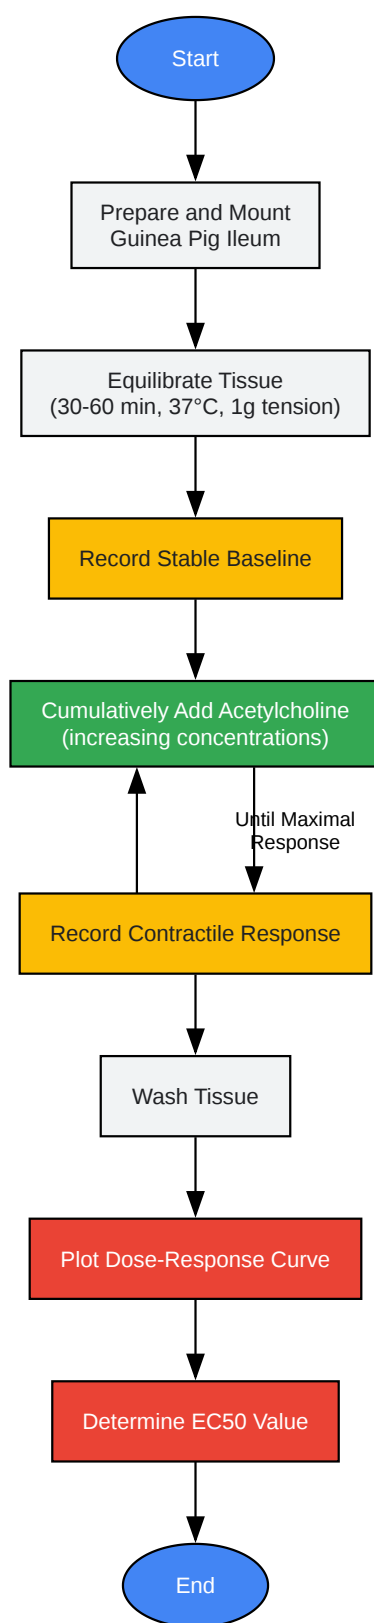 Start
Prepare and Mount
Guinea Pig Ileum
Equilibrate Tissue
(30-60 min, 37°C, 1g tension)
Record Stable Baseline
Cumulatively Add Acetylcholine
(increasing concentrations)
Until Maximal
Response
Record Contractile Response
Wash Tissue
Plot Dose-Response Curve
Determine EC50 Value
End